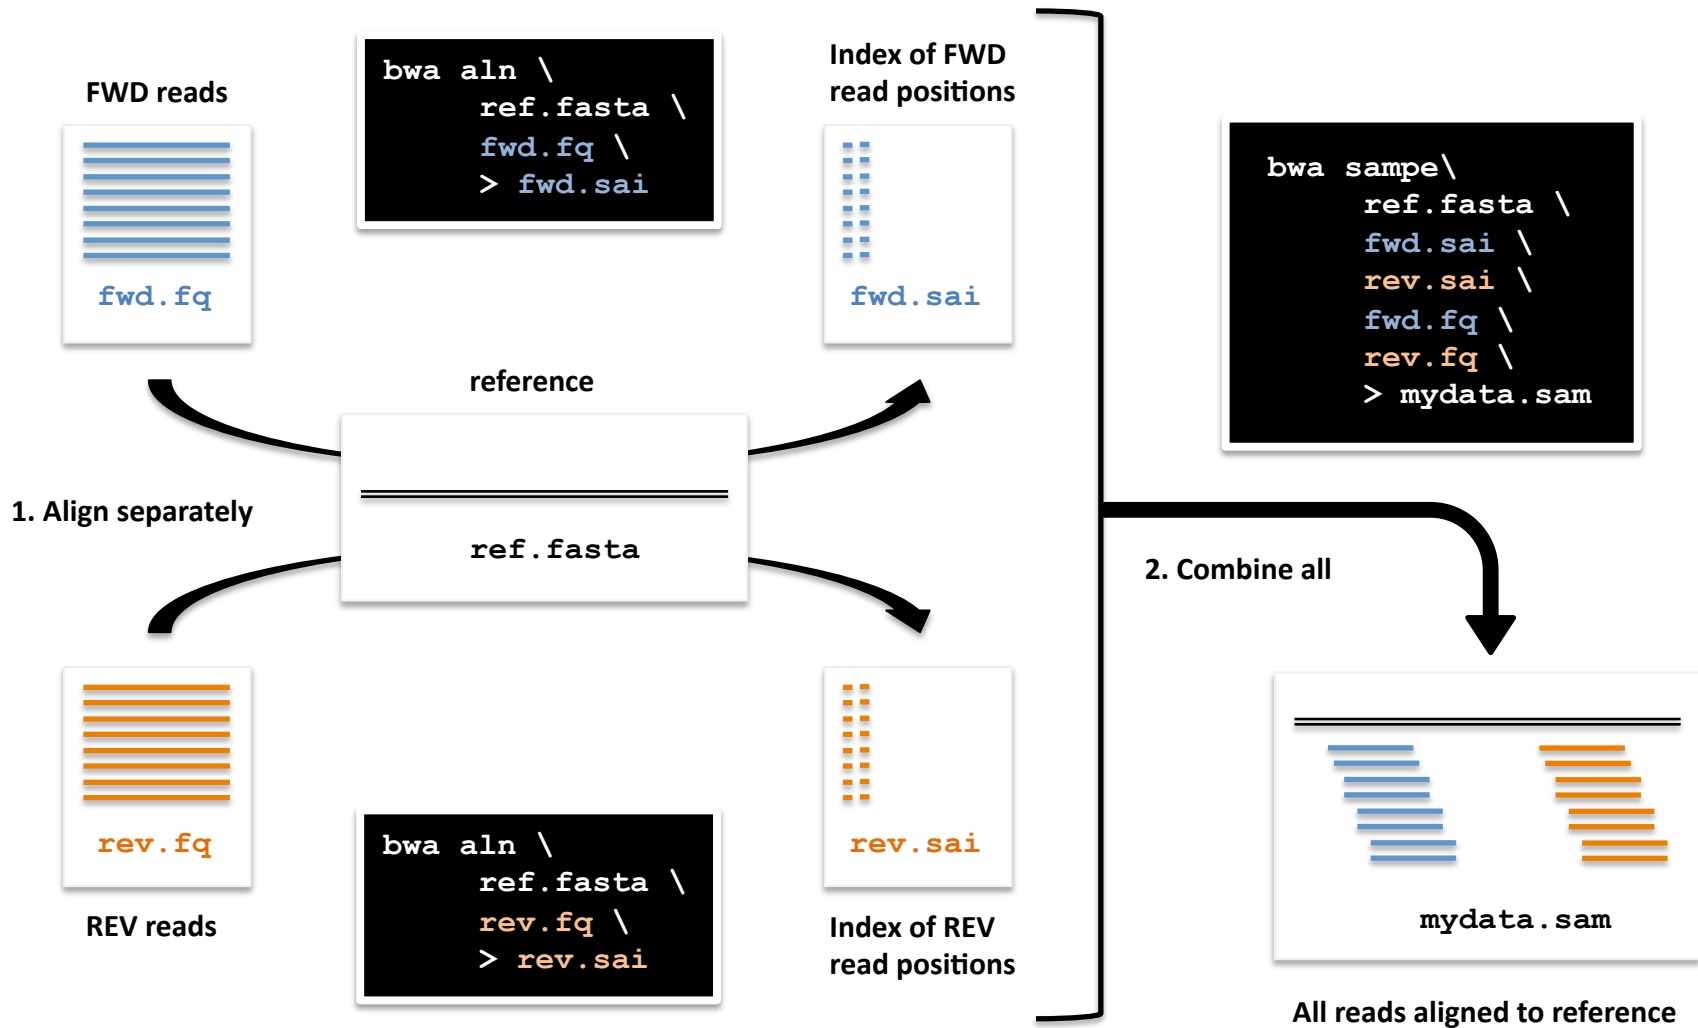 FWD reads
fwd.fq
bwa aln \
ref.fasta \
fwd.fq \
> fwd.sai
Index of FWD
read positions
fwd.sai
1. Align separately
reference
ref.fasta
rev.fq
REV reads
bwa aln \
ref.fasta \
rev.fq \
> rev.sai
rev.sai
Index of REV
read positions
bwa sampe\
ref.fasta \
fwd.sai \
rev.sai \
fwd.fq \
rev.fq \
> mydata.sam
2. Combine all
mydata.sam
All reads aligned to reference